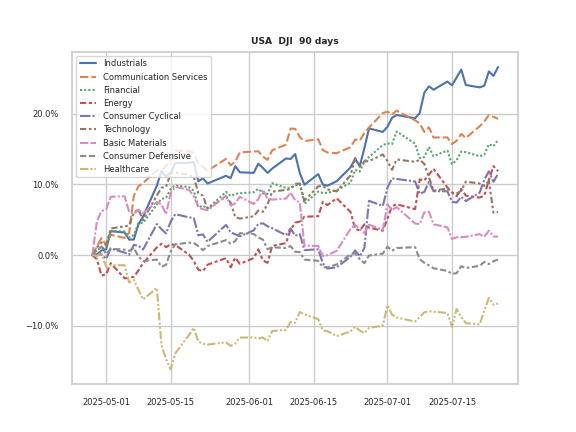 USA  DJI  90 days
Industrials
Communication Services
Financial
Energy
Consumer Cyclical
Technology
Basic Materials
Consumer Defensive
Healthcare
20.0%
10.0%
0.0%
−10.0%
2025-05-01
2025-05-15
2025-06-01
2025-06-15
2025-07-01
2025-07-15